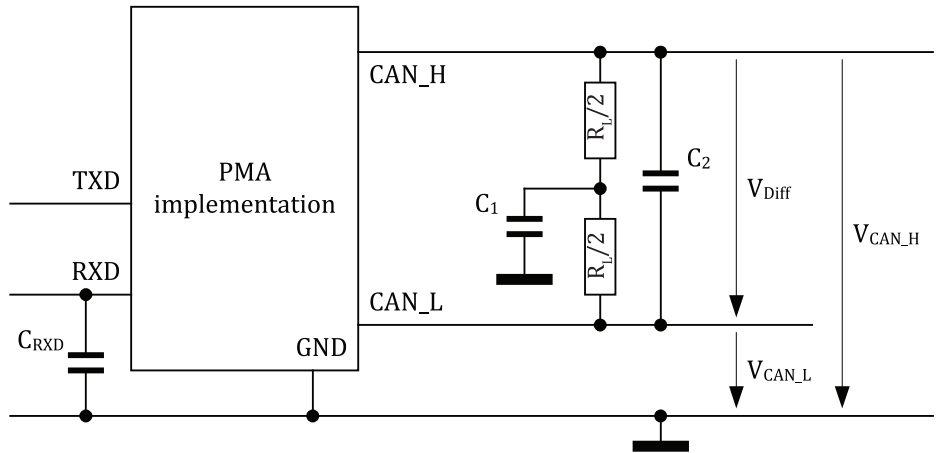 CAN_H
R_L/2
C_2
PMA
implementation
TXD
V_Diff
C_1
V_CAN_H
R_L/2
RXD
CAN_L
C_RXD
GND
V_CAN_L